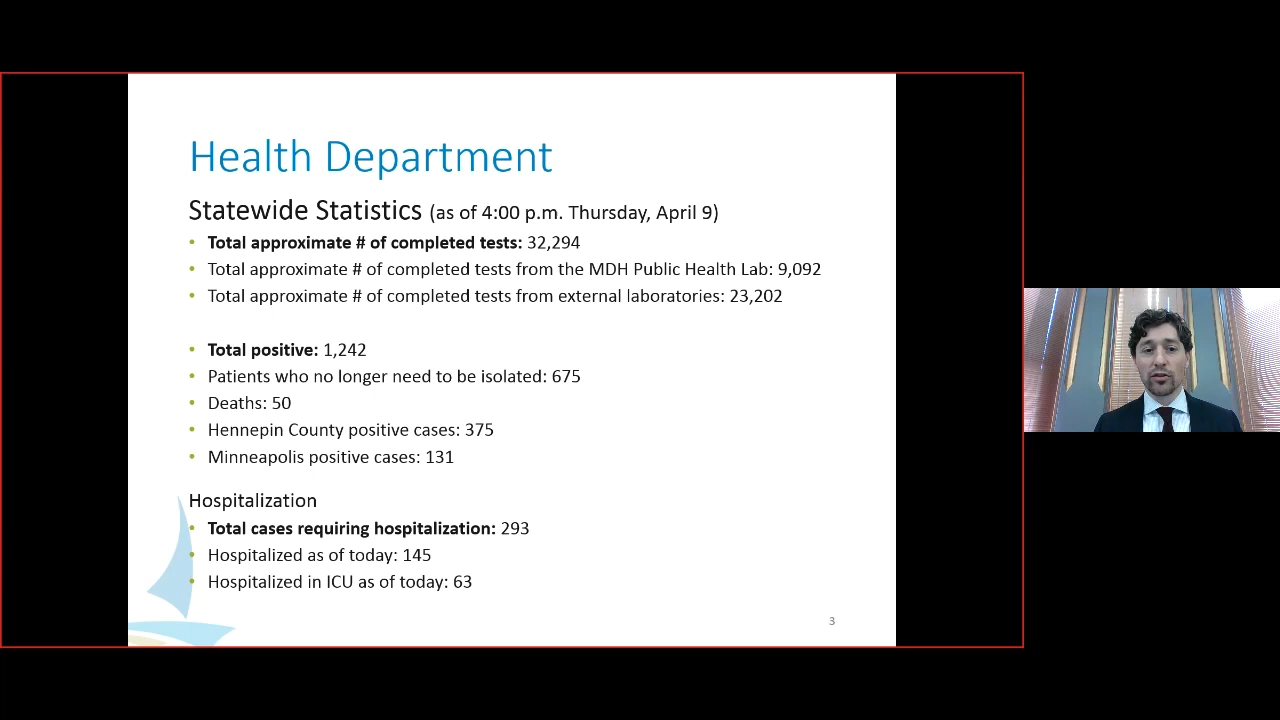 Health Department
Statewide Statistics (as of 4:00 p.m. Thursday, April 9)
• Total approximate # of completed tests: 32,294
• Total approximate # of completed tests from the MDH Public Health Lab: 9,092
• Total approximate # of completed tests from external laboratories: 23,202
• Total positive: 1,242
• Patients who no longer need to be isolated: 675
• Deaths: 50
• Hennepin County positive cases: 375
• Minneapolis positive cases: 131
Hospitalization
• Total cases requiring hospitalization: 293
• Hospitalized as of today: 145
• Hospitalized in ICU as of today: 63
3